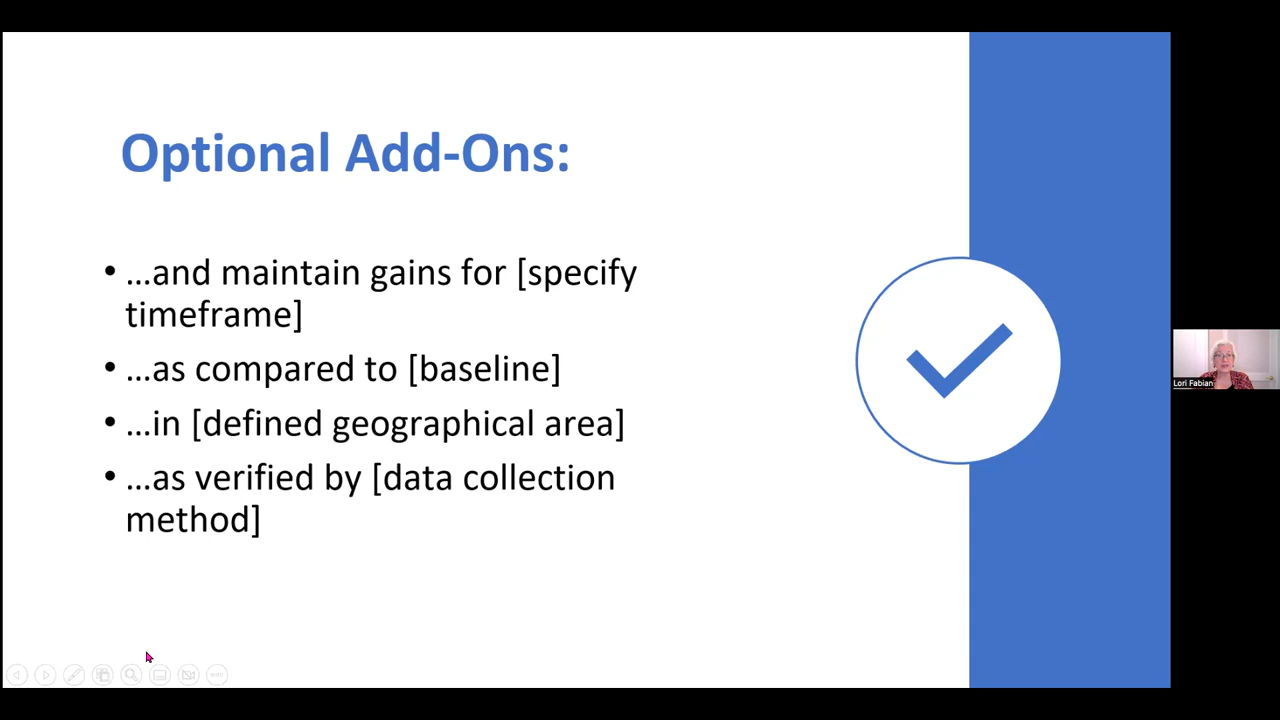 Optional Add-Ons:
• …and maintain gains for [specify
timeframe]
• …as compared to [baseline]
• …in [defined geographical area]
• …as verified by [data collection
method]
Lori Fabian